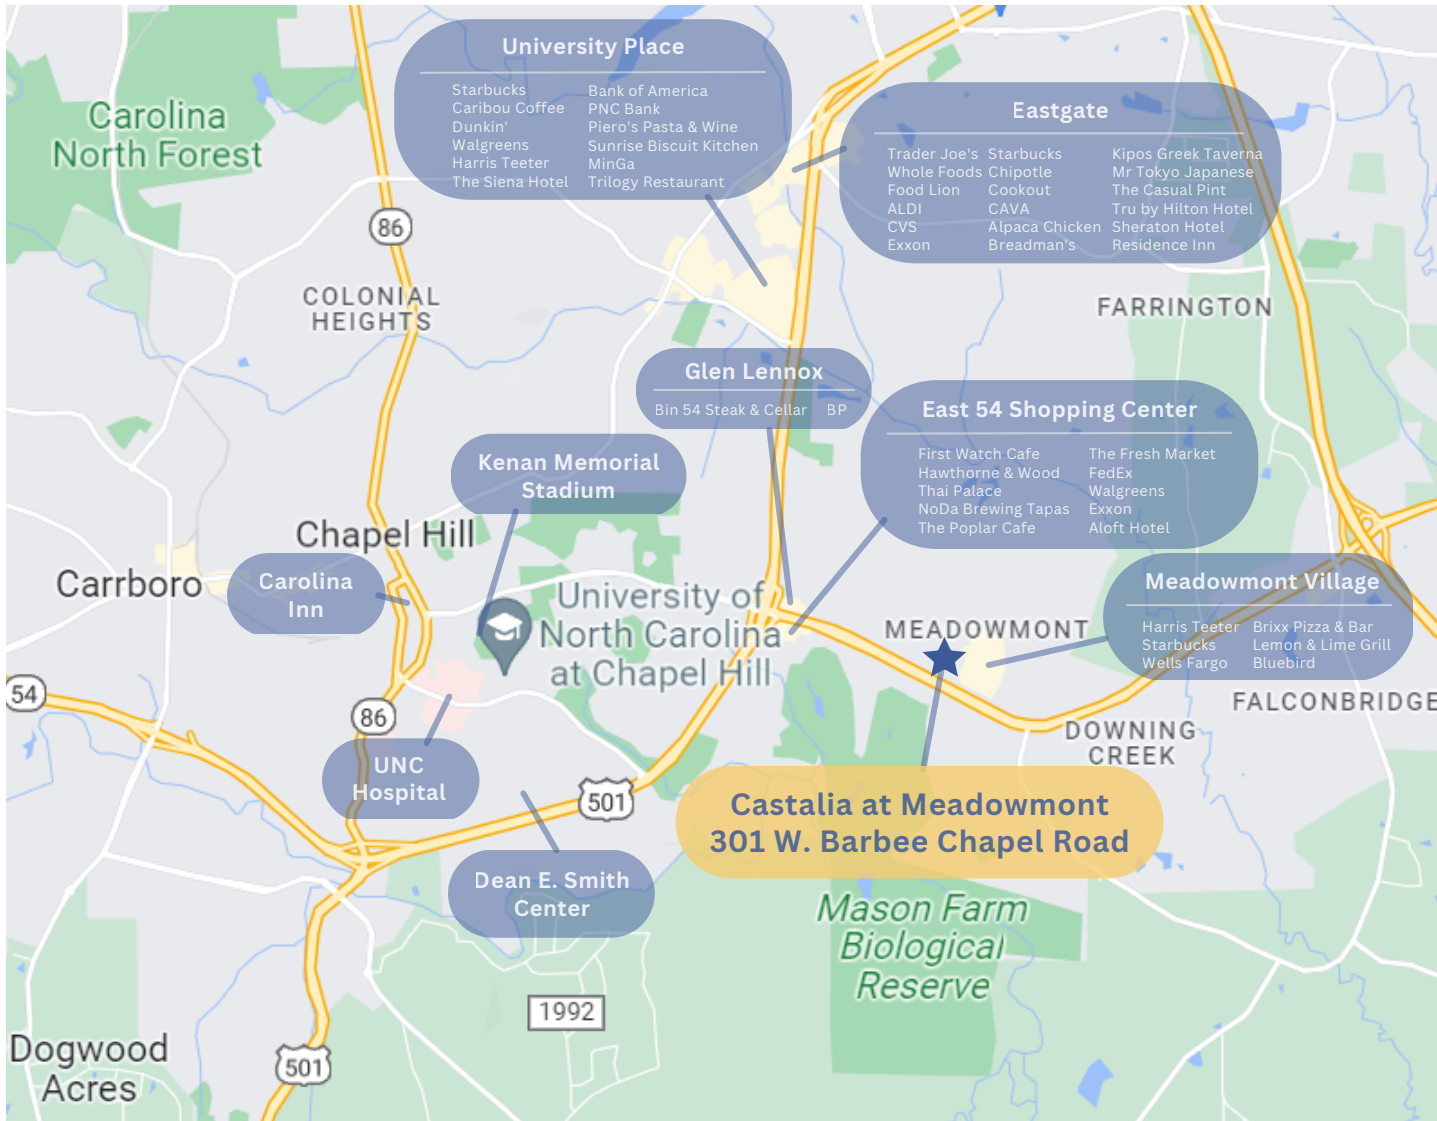 University Place
Starbucks
Caribou Coffee
Dunkin'
Walgreens
Harris Teeter
The Siena Hotel
Bank of America
PNC Bank
Piero's Pasta & Wine
Sunrise Biscuit Kitchen
MinGa
Trilogy Restaurant
Eastgate
Trader Joe's
Whole Foods
Food Lion
ALDI
CVS
Exxon
Starbucks
Chipotle
Cookout
CAVA
Alpaca Chicken
Breadman's
Kipos Greek Taverna
Mr Tokyo Japanese
The Casual Pint
Tru by Hilton Hotel
Sheraton Hotel
Residence Inn
Carolina
North Forest
86
COLONIAL
HEIGHTS
FARRINGTON
Glen Lennox
Bin 54 Steak & Cellar
BP
East 54 Shopping Center
First Watch Cafe
Hawthorne & Wood
Thai Palace
NoDa Brewing Tapas
The Poplar Cafe
The Fresh Market
FedEx
Walgreens
Exxon
Aloft Hotel
Kenan Memorial
Stadium
Chapel Hill
Carrboro
Carolina
Inn
University of
North Carolina
at Chapel Hill
MEADOWMONT
Meadowmont Village
Harris Teeter
Starbucks
Wells Fargo
Brixx Pizza & Bar
Lemon & Lime Grill
Bluebird
54
86
FALCONBRIDGE
DOWNING
CREEK
UNC
Hospital
501
Castalia at Meadowmont
301 W. Barbee Chapel Road
Dean E. Smith
Center
Mason Farm
Biological
Reserve
1992
Dogwood
Acres
501